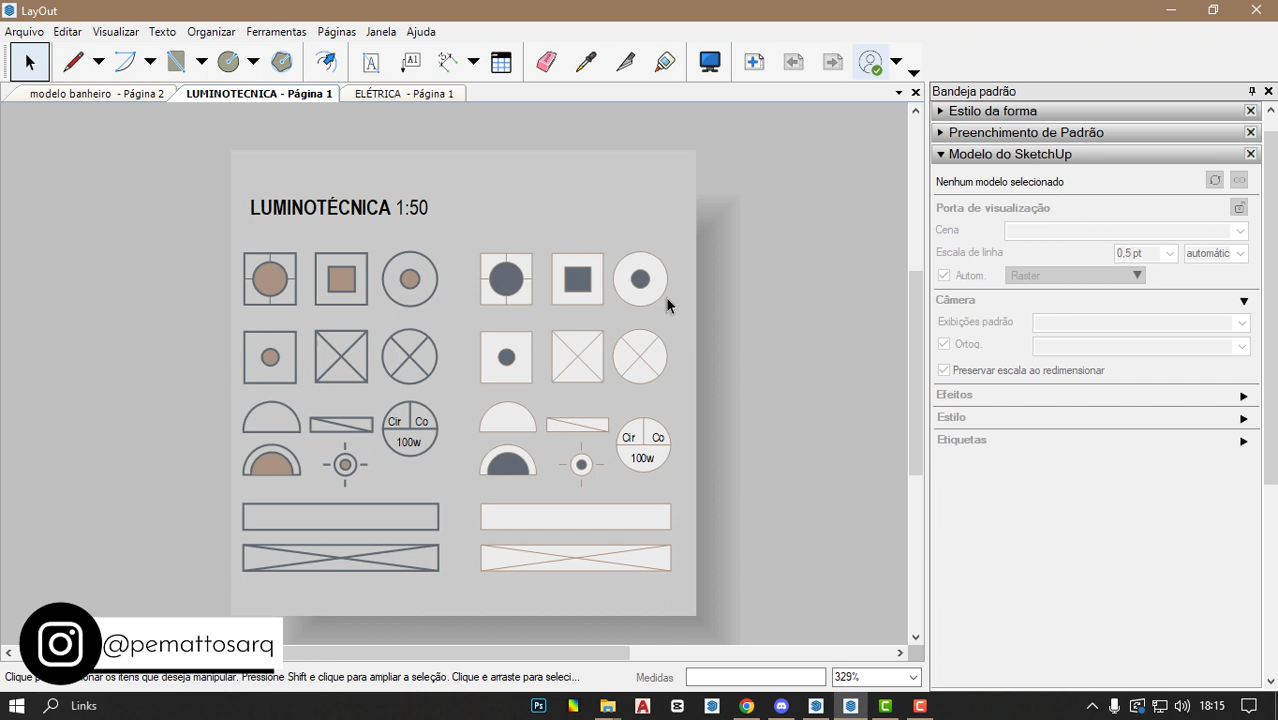 LayOut
Arquivo Editar Visualizar Texto Organizar Ferramentas Páginas Janela Ajuda
A
A1
modelo banheiro - Página 2 LUMINOTECNICA - Página 1 ELÉTRICA - Página 1
Bandeja padrão
Estilo da forma
Preenchimento de Padrão
Modelo do SketchUp
Nenhum modelo selecionado
Porta de visualização
Cena
Escala de linha 0,5 pt automátic
Autom. Raster
Câmera
Exibições padrão
Ortog.
Preservar escala ao redimensionar
Efeitos
Estilo
Etiquetas
LUMINOTÉCNICA 1:50
Cir Co
100w
Cir Co
100w
@pemattosarq
Clique p
ionar os itens que deseja manipular. Pressione Shift e clique para ampliar a seleção. Clique e arraste para seleci...
Medidas
329%
Links
Ps
A
C
C
18:15